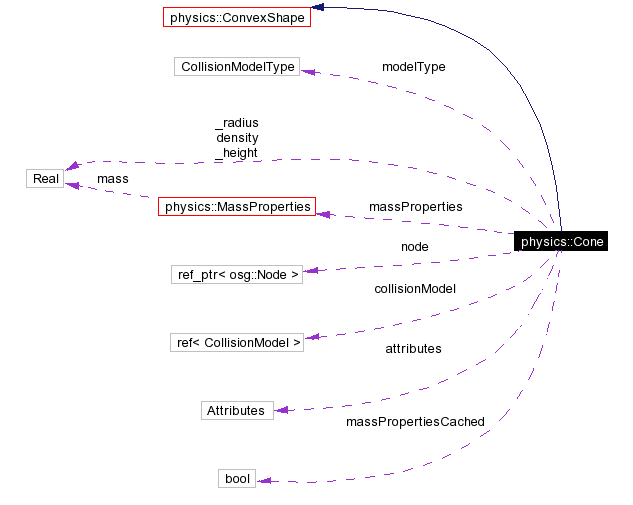 physics::ConvexShape
CollisionModelType
modelType
_radius
density
_height
Real
mass
physics::MassProperties
massProperties
physics::Cone
node
ref_ptr< osg::Node >
collisionModel
ref< CollisionModel >
attributes
Attributes
massPropertiesCached
bool